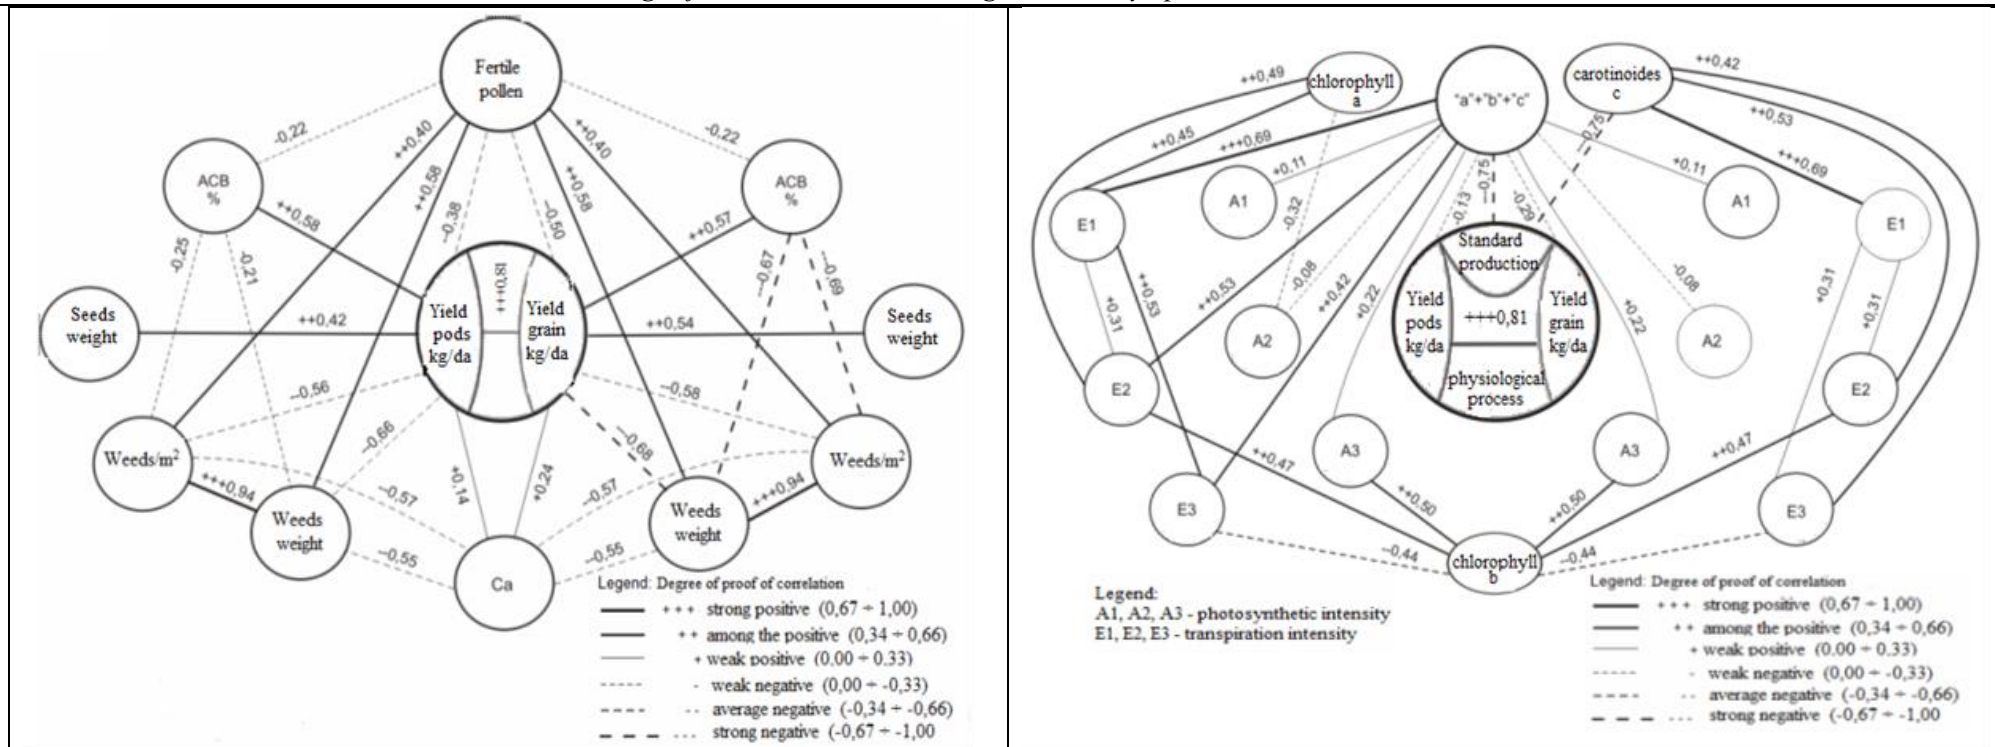 Fertile
pollen
-0,22
++0,40
++0,58
--0,38
--0,50
++0,58
++0,40
-0,22
ACB
%
ACB
%
++0,58
++0,57
-0,25
-0,21
---0,67
---0,69
Seeds
weight
++0,42
Yield
pods
kg/da
+++0,81
Yield
grain
kg/da
++0,54
Seeds
weight
--0,56
--0,58
--0,66
---0,68
Weeds/m²
Weeds/m²
+++0,94
--0,57
+0,14
+0,24
--0,57
+++0,94
Weeds
weight
Weeds
weight
--0,55
--0,55
Ca
Legend: Degree of proof of correlation
+++ strong positive (0,67 ÷ 1,00)
++ among the positive (0,34 ÷ 0,66)
+ weak positive (0.00 ÷ 0.33)
- weak negative (0,00 ÷ -0,33)
-- average negative (-0,34 ÷ -0,66)
--- strong negative (-0,67 ÷ -1,00
++0,49
chlorophyll
a
"a"+"b"+"c"
carotinoides
c
++0,42
++0,45
+++0,69
+0,11
-0,32
---0,75
-0,13
-0,29
---0,75
+0,11
+++0,69
++0,53
E1
A1
A1
E1
+0,31
++0,53
++0,53
-0,08
++0,42
+0,22
Standard
production
Yield
pods
kg/da
+++0,81
Yield
grain
kg/da
physiological
process
+0,22
-0,08
+0,31
+0,31
A2
A2
E2
E2
++0,47
A3
A3
++0,47
++0,50
++0,50
E3
E3
--0,44
chlorophyll
b
--0,44
Legend:
A1, A2, A3 - photosynthetic intensity
E1, E2, E3 - transpiration intensity
Legend: Degree of proof of correlation
+++ strong positive (0,67 ÷ 1,00)
++ among the positive (0,34 ÷ 0,66)
+ weak positive (0.00 ÷ 0.33)
- weak negative (0,00 ÷ -0,33)
-- average negative (-0,34 ÷ -0,66)
--- strong negative (-0,67 ÷ -1,00